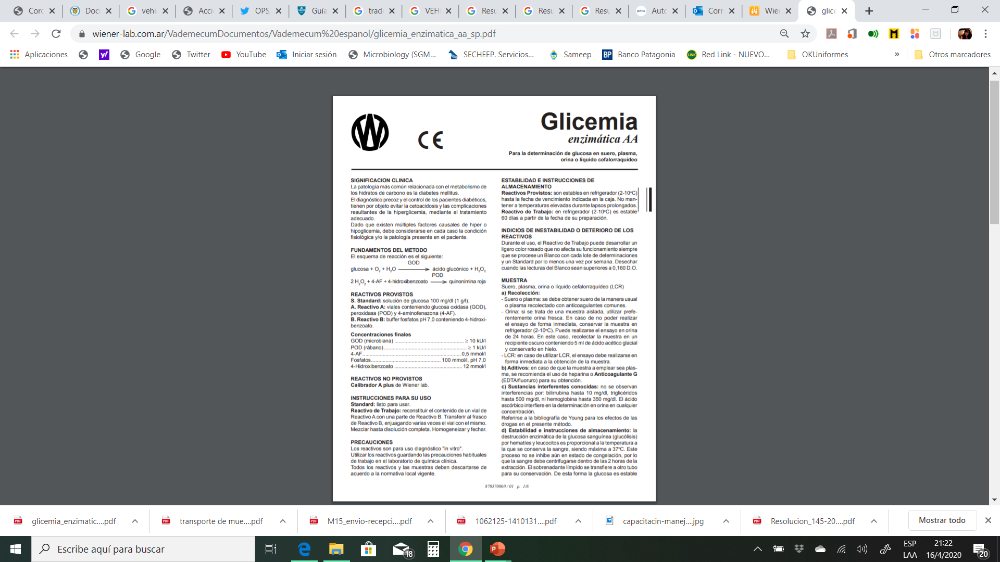 Corc
Docu
vehi
Acci
OPS
Guía
tradu
VEH
Resu
Resu
Resu
Auto
Corr
Wien
glice
wiener-lab.com.ar/VademecumDocumentos/Vademecum%20espanol/glicemia_enzimatica_aa_sp.pdf
Aplicaciones
Google
Twitter
YouTube
Iniciar sesión
Microbiology (SGM...
SECHEEP. Servicios...
Sameep
BP Banco Patagonia
LINK Red Link - NUEVO...
OKUniformes
»
Otros marcadores
W
CE
Glicemia
enzimática AA
Para la determinación de glucosa en suero, plasma,
orina o líquido cefalorraquídeo
SIGNIFICACION CLINICA
La patología más común relacionada con el metabolismo de
los hidratos de carbono es la diabetes mellitus.
El diagnóstico precoz y el control de los pacientes diabéticos,
tienen por objeto evitar la cetoacidosis y las complicaciones
resultantes de la hiperglicemia, mediante el tratamiento
adecuado.
Dado que existen múltiples factores causales de hiper o
hipoglicemia, debe considerarse en cada caso la condición
fisiológica y/o la patología presente en el paciente.
FUNDAMENTOS DEL METODO
El esquema de reacción es el siguiente:
GOD
glucosa + O2 + H2O → ácido glucónico + H2O2
POD
2 H2O2 + 4-AF + 4-hidroxibenzoato → quinonimina roja
REACTIVOS PROVISTOS
S. Standard: solución de glucosa 100 mg/dl (1 g/l).
A. Reactivo A: viales conteniendo glucosa oxidasa (GOD),
peroxidasa (POD) y 4-aminofenazona (4-AF).
B. Reactivo B: buffer fosfatos pH 7,0 conteniendo 4-hidroxi-
benzoato.
Concentraciones finales
GOD (microbiana) ................................................ ≥ 10 kU/l
POD (rábano) ......................................................... ≥ 1 kU/l
4-AF .................................................................... 0,5 mmol/l
Fosfatos ................................................ 100 mmol/l, pH 7,0
4-Hidroxibenzoato ............................................... 12 mmol/l
REACTIVOS NO PROVISTOS
Calibrador A plus de Wiener lab.
INSTRUCCIONES PARA SU USO
Standard: listo para usar.
Reactivo de Trabajo: reconstituir el contenido de un vial de
Reactivo A con una parte de Reactivo B. Transferir al frasco
de Reactivo B, enjuagando varias veces el vial con el mismo.
Mezclar hasta disolución completa. Homogeneizar y fechar.
PRECAUCIONES
Los reactivos son para uso diagnóstico "in vitro".
Utilizar los reactivos guardando las precauciones habituales
de trabajo en el laboratorio de química clínica.
Todos los reactivos y las muestras deben descartarse de
acuerdo a la normativa local vigente.
ESTABILIDAD E INSTRUCCIONES DE
ALMACENAMIENTO
Reactivos Provistos: son estables en refrigerador (2-10°C)
hasta la fecha de vencimiento indicada en la caja. No man-
tener a temperaturas elevadas durante lapsos prolongados.
Reactivo de Trabajo: en refrigerador (2-10°C) es estable
60 días a partir de la fecha de su preparación.
INDICIOS DE INESTABILIDAD O DETERIORO DE LOS
REACTIVOS
Durante el uso, el Reactivo de Trabajo puede desarrollar un
ligero color rosado que no afecta su funcionamiento siempre
que se procese un Blanco con cada lote de determinaciones
y un Standard por lo menos una vez por semana. Desechar
cuando las lecturas del Blanco sean superiores a 0,160 D.O.
MUESTRA
Suero, plasma, orina o líquido cefalorraquídeo (LCR)
a) Recolección:
- Suero o plasma: se debe obtener suero de la manera usual
o plasma recolectado con anticoagulantes comunes.
- Orina: si se trata de una muestra aislada, utilizar prefe-
rentemente orina fresca. En caso de no poder realizar
el ensayo de forma inmediata, conservar la muestra en
refrigerador (2-10°C). Puede realizarse el ensayo en orina
de 24 horas. En este caso, recolectar la muestra en un
recipiente oscuro conteniendo 5 ml de ácido acético glacial
y conservarlo en hielo.
- LCR: en caso de utilizar LCR, el ensayo debe realizarse en
forma inmediata a la obtención de la muestra.
b) Aditivos: en caso de que la muestra a emplear sea plas-
ma, se recomienda el uso de heparina o Anticoagulante G
(EDTA/fluoruro) para su obtención.
c) Sustancias interferentes conocidas: no se observan
interferencias por: bilirrubina hasta 10 mg/dl, triglicéridos
hasta 500 mg/dl, ni hemoglobina hasta 350 mg/dl. El ácido
ascórbico interfiere en la determinación en orina en cualquier
concentración.
Referirse a la bibliografía de Young para los efectos de las
drogas en el presente método.
d) Estabilidad e instrucciones de almacenamiento: la
destrucción enzimática de la glucosa sanguínea (glucólisis)
por hematíes y leucocitos es proporcional a la temperatura a
la que se conserva la sangre, siendo máxima a 37°C. Este
proceso no se inhibe aún en estado de congelación, por lo
que la sangre debe centrifugarse dentro de las 2 horas de la
extracción. El sobrenadante límpido se transfiere a otro tubo
para su conservación. De esta forma la glucosa es estable
870570000 / 01 p. 1/6
glicemia_enzimatic....pdf
transporte de mue....pdf
M15_envio-recepci....pdf
1062125-1410131....pdf
capacitacin-manej....jpg
Resolucion_145-20....pdf
Mostrar todo
Escribe aquí para buscar
18
ESP
LAA
21:22
16/4/2020
20